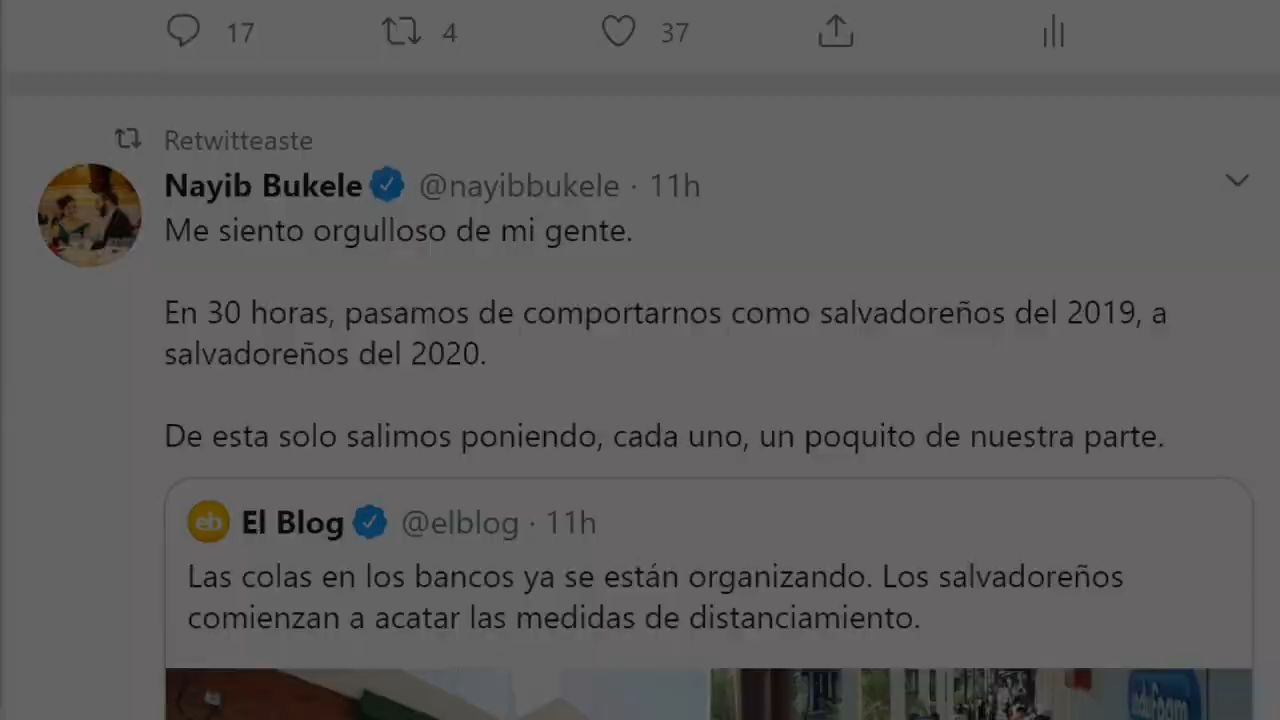 17 4 37
Retwitteaste
Nayib Bukele @nayibbukele · 11h
Me siento orgulloso de mi gente.
En 30 horas, pasamos de comportarnos como salvadoreños del 2019, a
salvadoreños del 2020.
De esta solo salimos poniendo, cada uno, un poquito de nuestra parte.
eb El Blog @elblog · 11h
Las colas en los bancos ya se están organizando. Los salvadoreños
comienzan a acatar las medidas de distanciamiento.